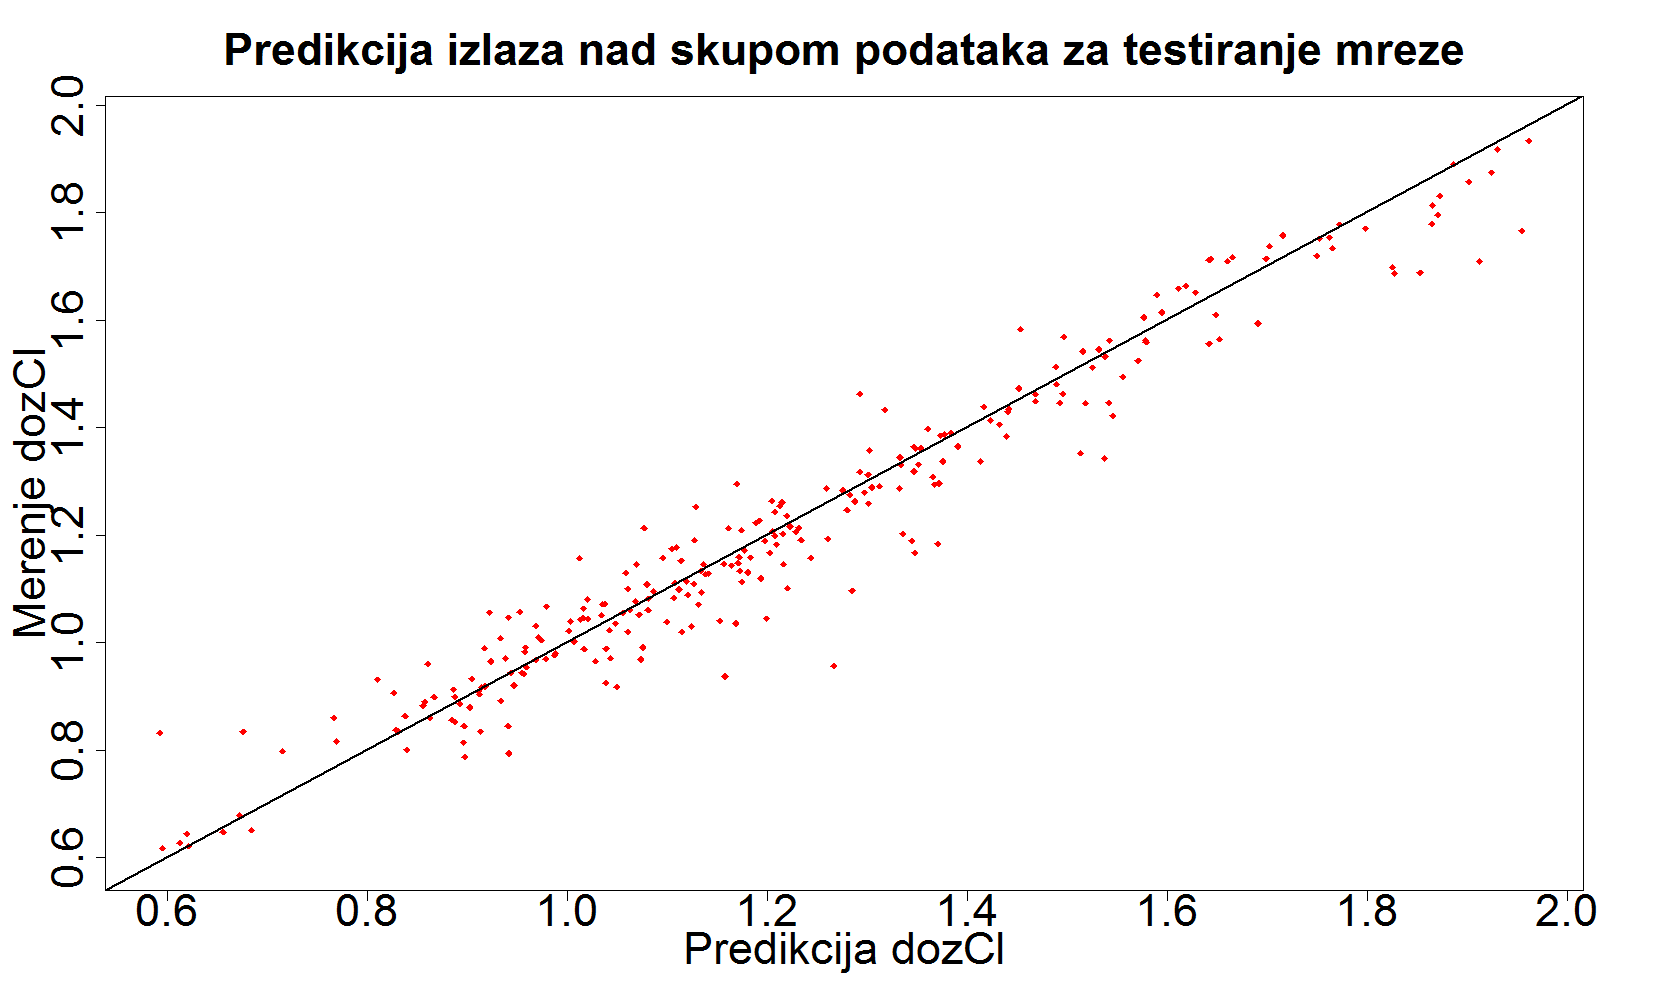 Predikcija izlaza nad skupom podataka za testiranje mreze
Merenje dozCl
2.0
1.8
1.6
1.4
1.2
1.0
0.8
0.6
0.6 0.8 1.0 1.2 1.4 1.6 1.8 2.0
Predikcija dozCl